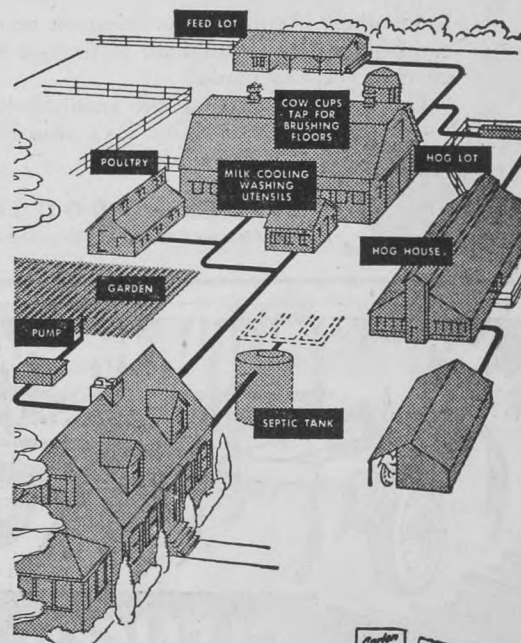 FEED LOT
COW CUPS
TAP FOR
BRUSHING
FLOORS
POULTRY
MILK COOLING
WASHING
UTENSILS
HOG LOT
HOG HOUSE
GARDEN
PUMP
SEPTIC TANK
Garden